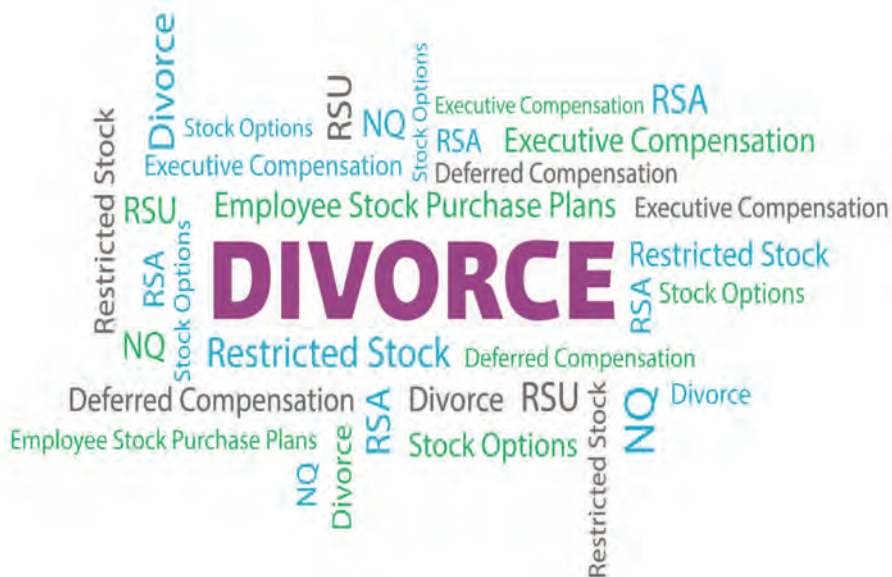 Divorce
Stock Options
RSU
NQ
Stock Options
Executive Compensation
RSA
RSA
Executive Compensation
Restricted Stock
Executive Compensation
Deferred Compensation
RSU
Employee Stock Purchase Plans
Executive Compensation
RSA
Stock Options
DIVORCE
Restricted Stock
RSA
Stock Options
NQ
Restricted Stock
Deferred Compensation
Deferred Compensation
RSA
Divorce
RSU
Restricted Stock
NQ
Divorce
Employee Stock Purchase Plans
NQ
Divorce
Stock Options